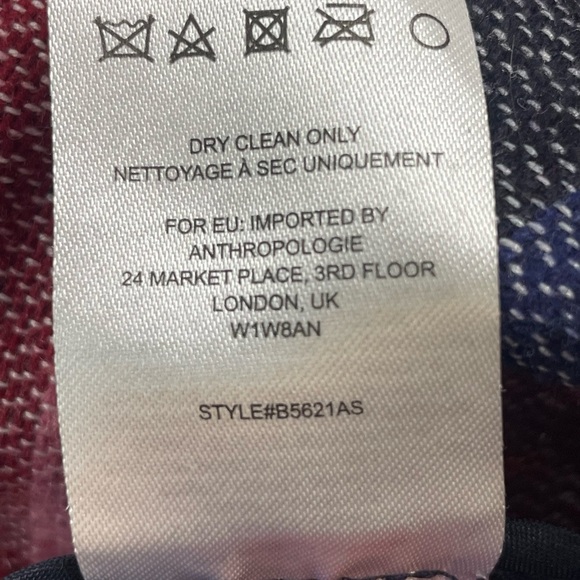 DRY CLEAN ONLY
NETTOYAGE À SEC UNIQUEMENT
FOR EU: IMPORTED BY
ANTHROPOLOGIE
24 MARKET PLACE, 3RD FLOOR
LONDON, UK
W1W8AN
STYLE#B5621AS